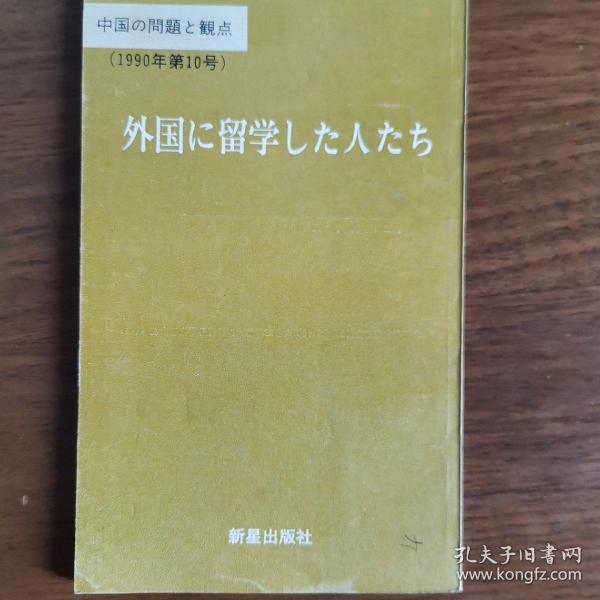 中国の問題と観点
(1990年第10号)
外国に留学した人たち
新星出版社
孔夫子旧书网
www.kongfz.com